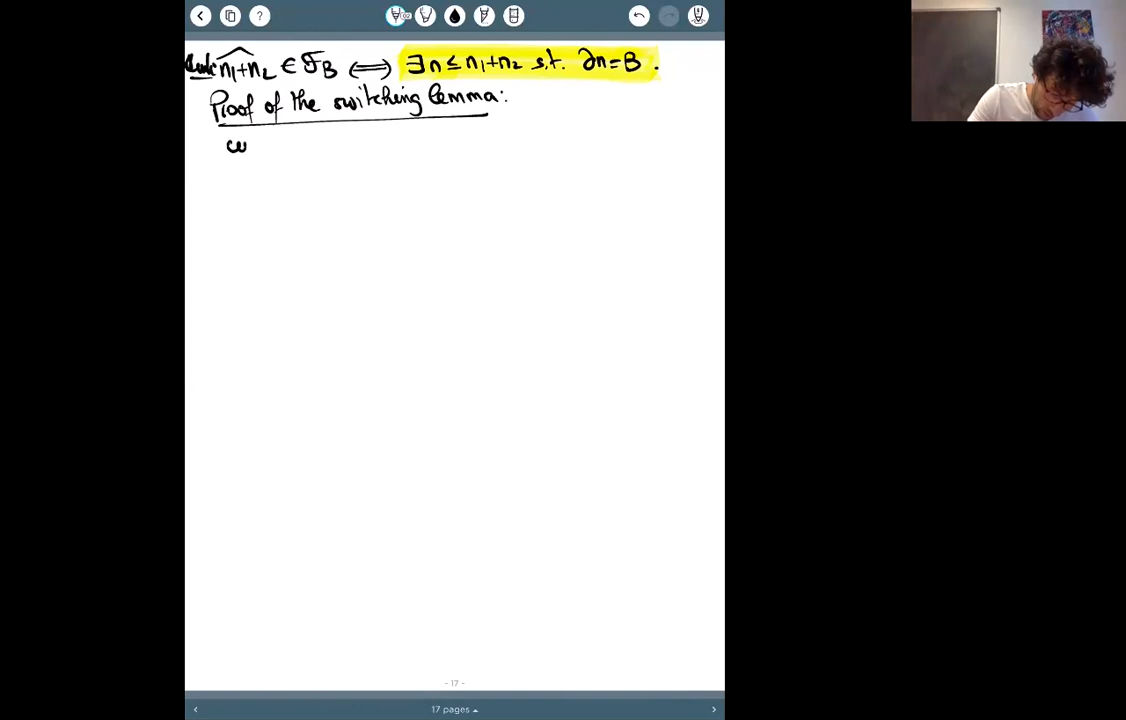 n₁+n₂ ∈ ℱ_B ⟺ ∃n ≤ n₁+n₂ s.t. ∂n=B.
Proof of the switching lemma:
ω
- 17 -
17 pages